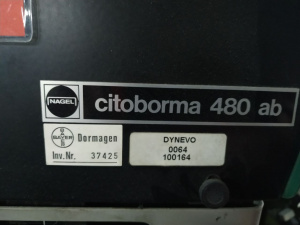 NAGEL
citoborma 480 ab
BAYER
Dormagen
Inv.Nr. 37425
DYNEVO
0064
100164